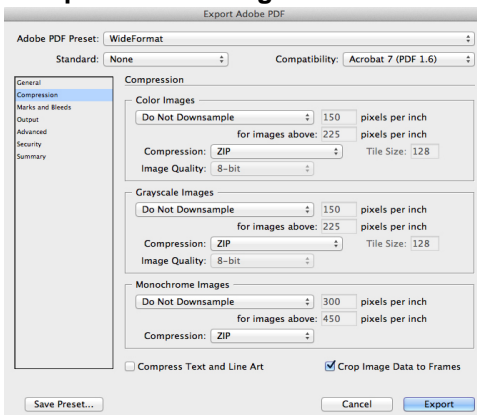 Export Adobe PDF
Adobe PDF Preset: WideFormat
Standard: None Compatibility: Acrobat 7 (PDF 1.6)
General
Compression
Marks and Bleeds
Output
Advanced
Security
Summary
Compression
Color Images
Do Not Downsample 150 pixels per inch
for images above: 225 pixels per inch
Compression: ZIP Tile Size: 128
Image Quality: 8-bit
Grayscale Images
Do Not Downsample 150 pixels per inch
for images above: 225 pixels per inch
Compression: ZIP Tile Size: 128
Image Quality: 8-bit
Monochrome Images
Do Not Downsample 300 pixels per inch
for images above: 450 pixels per inch
Compression: ZIP
Compress Text and Line Art Crop Image Data to Frames
Save Preset... Cancel Export